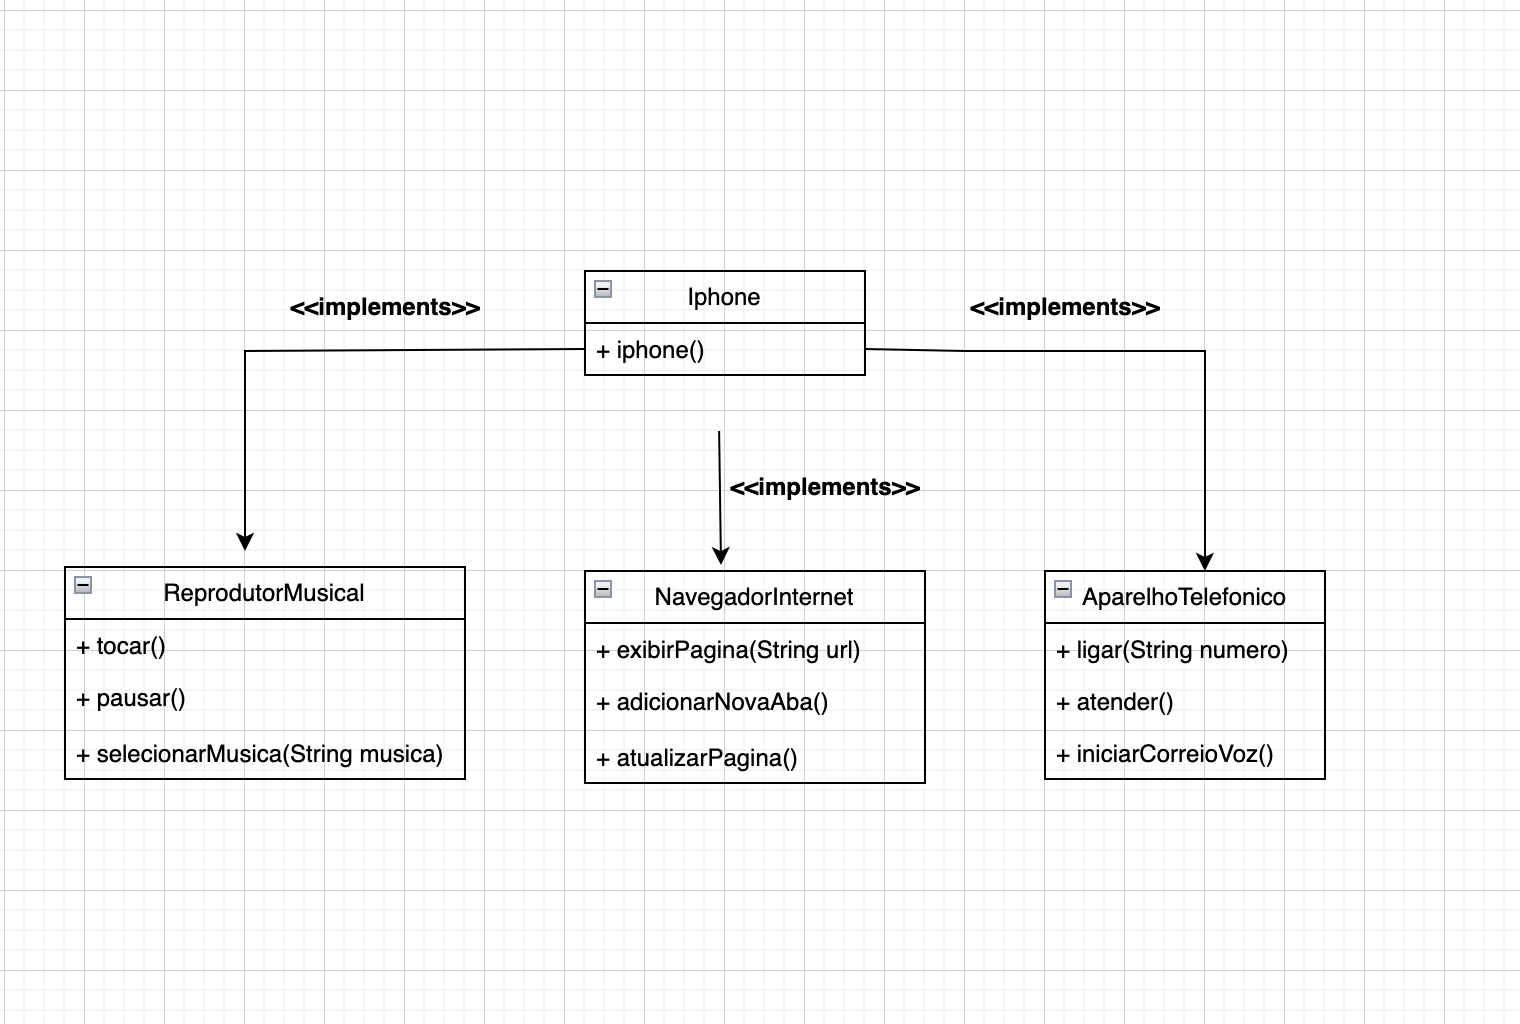 <<implements>>
Iphone
+ iphone()
<<implements>>
<<implements>>
ReprodutorMusical
+ tocar()
+ pausar()
+ selecionarMusica(String musica)
NavegadorInternet
+ exibirPagina(String url)
+ adicionarNovaAba()
+ atualizarPagina()
AparelhoTelefonico
+ ligar(String numero)
+ atender()
+ iniciarCorreioVoz()